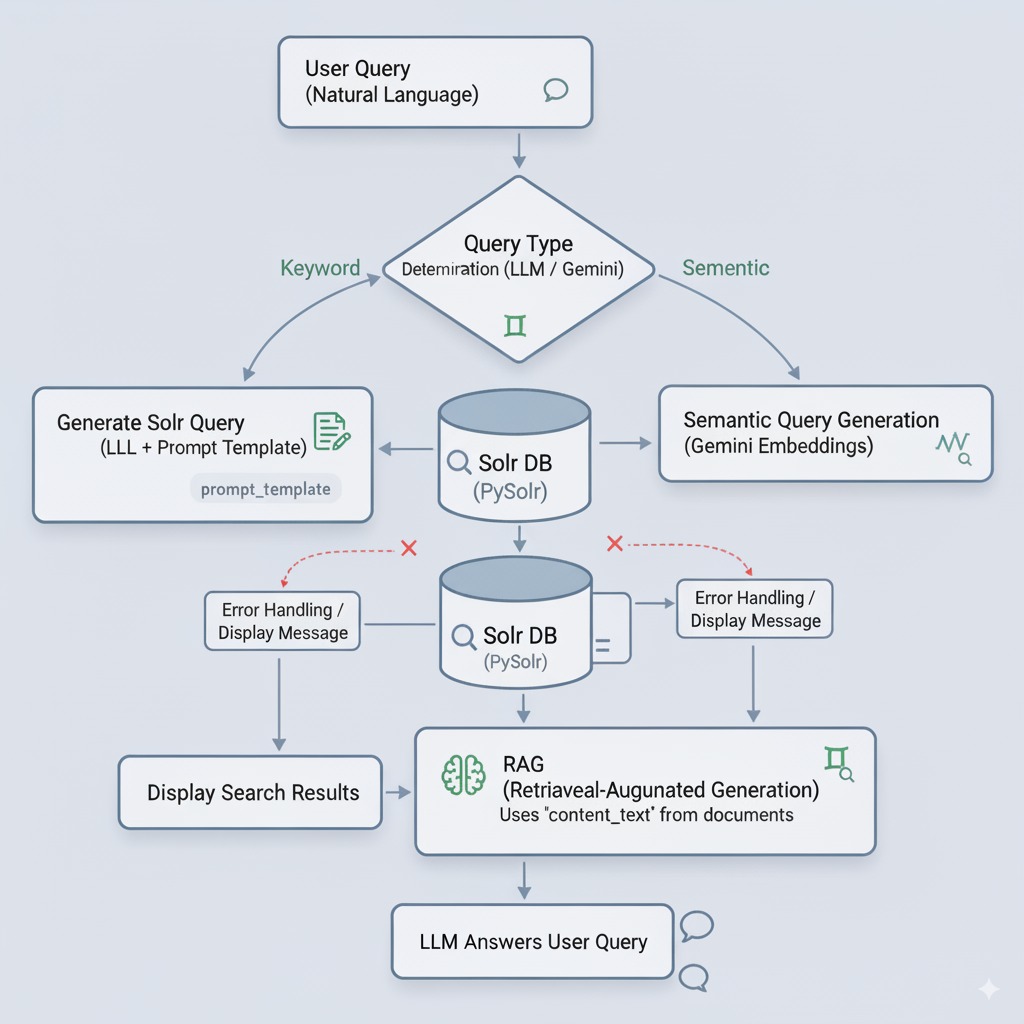 User Query
(Natural Language)
Query Type
Detemiration (LLM / Gemini)
Keyword
Sementic
Generate Solr Query
(LLL + Prompt Template)
prompt_template
Solr DB
(PySolr)
Semantic Query Generation
(Gemini Embeddings)
Error Handling /
Display Message
Solr DB
(PySolr)
Error Handling /
Display Message
Display Search Results
RAG
(Retriaveal-Augunated Generation)
Uses "content_text" from documents
LLM Answers User Query